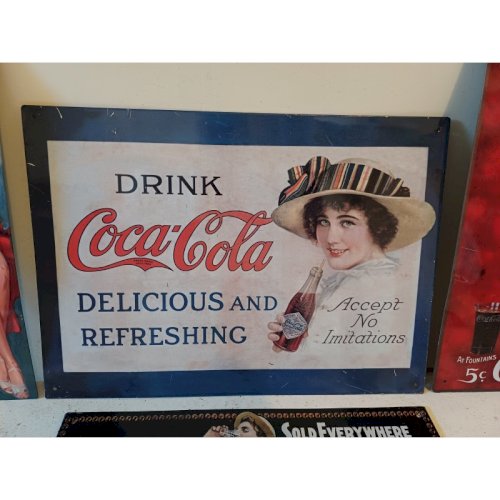 DRINK
Coca-Cola
DELICIOUS AND
REFRESHING
Accept
No
Imitations
AT FOUNTAINS
5¢
SOLD EVERYWHERE